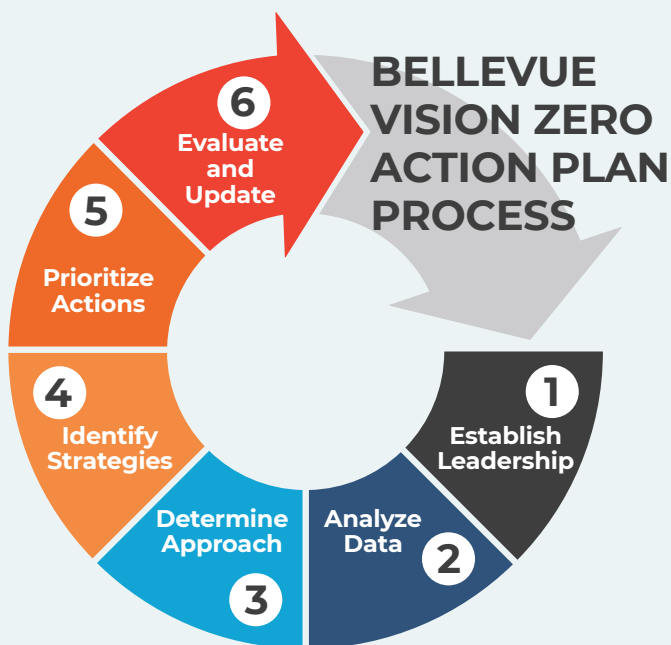 BELLEVUE
VISION ZERO
ACTION PLAN
PROCESS
1
Establish
Leadership
2
Analyze
Data
3
Determine
Approach
4
Identify
Strategies
5
Prioritize
Actions
6
Evaluate
and
Update